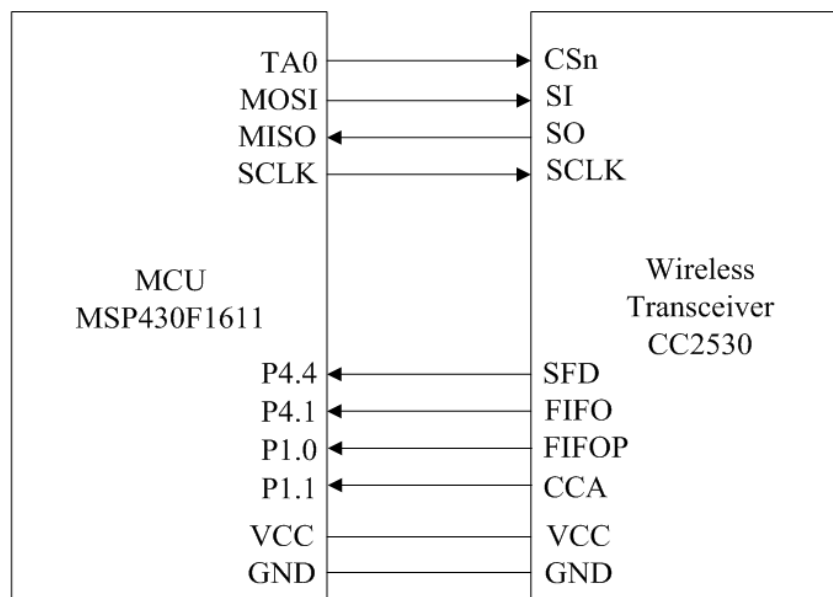 TA0 CSn
MOSI SI
MISO SO
SCLK SCLK
MCU
MSP430F1611
Wireless
Transceiver
CC2530
P4.4 SFD
P4.1 FIFO
P1.0 FIFOP
P1.1 CCA
VCC VCC
GND GND